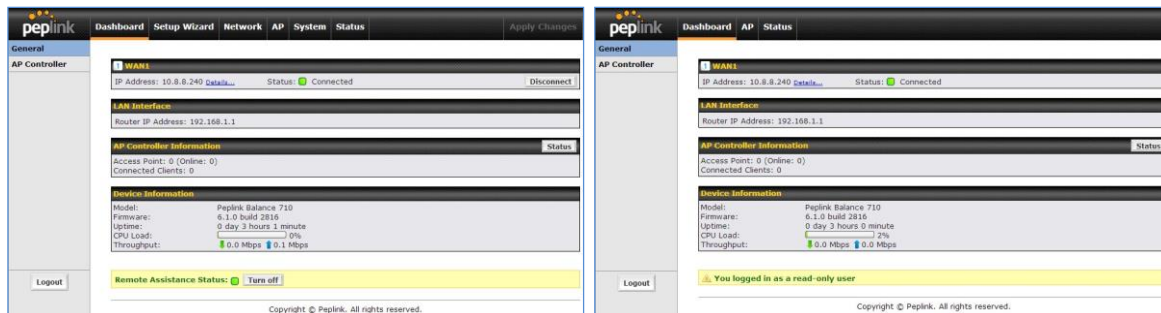 peplink
Dashboard Setup Wizard Network AP System Status Apply Changes
General
AP Controller
1 WAN1
IP Address: 10.8.8.240 Details... Status: Connected Disconnect
LAN Interface
Router IP Address: 192.168.1.1
AP Controller Information Status
Access Point: 0 (Online: 0)
Connected Clients: 0
Device Information
Model: Peplink Balance 710
Firmware: 6.1.0 build 2816
Uptime: 0 day 3 hours 1 minute
CPU Load: 0%
Throughput: 0.0 Mbps 0.1 Mbps
Logout
Remote Assistance Status: Turn off
Copyright © Peplink. All rights reserved.
peplink
Dashboard AP Status
General
AP Controller
1 WAN1
IP Address: 10.8.8.240 Details... Status: Connected
LAN Interface
Router IP Address: 192.168.1.1
AP Controller Information Status
Access Point: 0 (Online: 0)
Connected Clients: 0
Device Information
Model: Peplink Balance 710
Firmware: 6.1.0 build 2816
Uptime: 0 day 3 hours 0 minute
CPU Load: 2%
Throughput: 0.0 Mbps 0.0 Mbps
Logout
You logged in as a read-only user
Copyright © Peplink. All rights reserved.